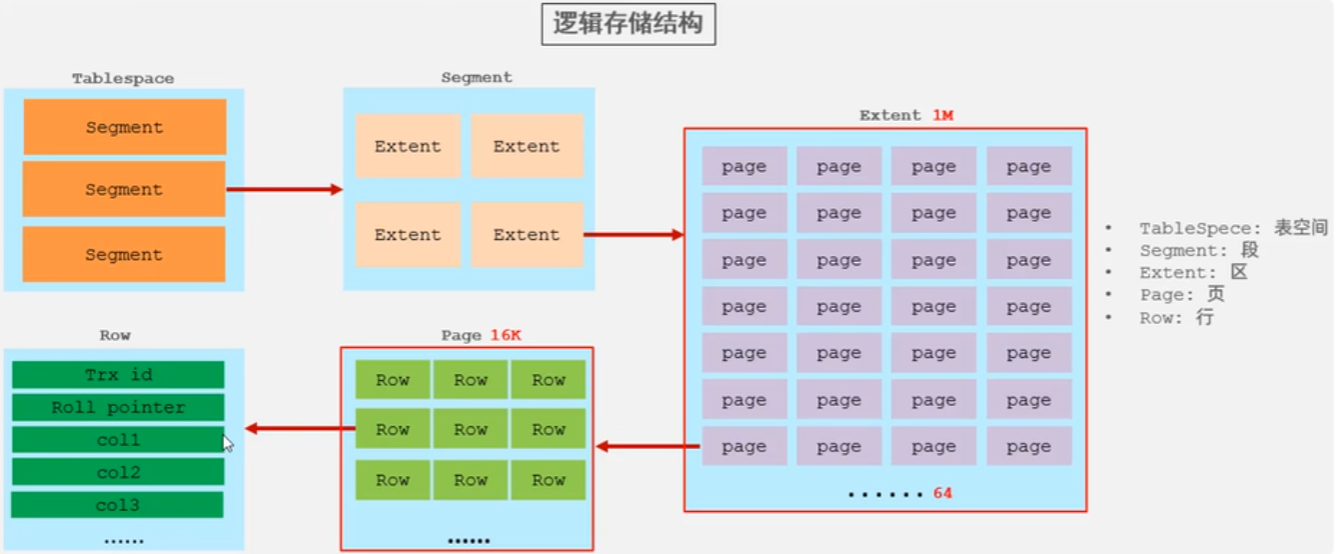 逻辑存储结构
Tablespace
Segment
Segment
Segment
Segment
Extent Extent
Extent Extent
Extent 1M
page page page page
page page page page
page page page page
page page page page
page page page page
page page page page
page page page page
......64
• TableSpece: 表空间
• Segment: 段
• Extent: 区
• Page: 页
• Row: 行
Row
Trx id
Roll pointer
col1
col2
col3
......
Page 16K
Row Row Row
Row Row Row
Row Row Row
......